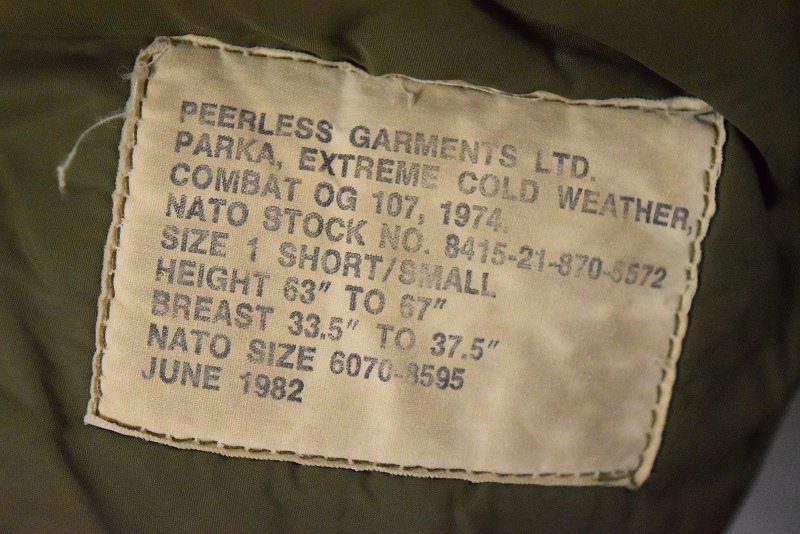 PEERLESS GARMENTS LTD.
PARKA, EXTREME COLD WEATHER,
COMBAT OG 107, 1974.
NATO STOCK NO. 8415-21-870-5572
SIZE 1 SHORT/SMALL
HEIGHT 63" TO 67"
BREAST 33.5" TO 37.5"
NATO SIZE 6070-8595
JUNE 1982